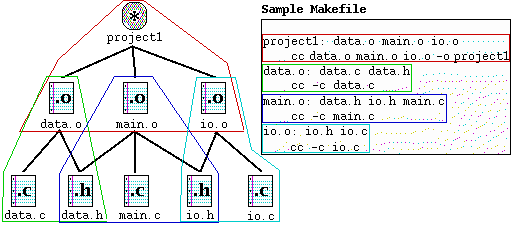 Sample Makefile
*
project1
project1: data.o main.o io.o
cc data.o main.o io.o -o project1
data.o: data.c data.h
cc -c data.c
main.o: data.h io.h main.c
cc -c main.c
io.o: io.h io.c
cc -c io.c
.o .o .o
data.o main.o io.o
.c .h .c .h .c
data.c data.h main.c io.h io.c